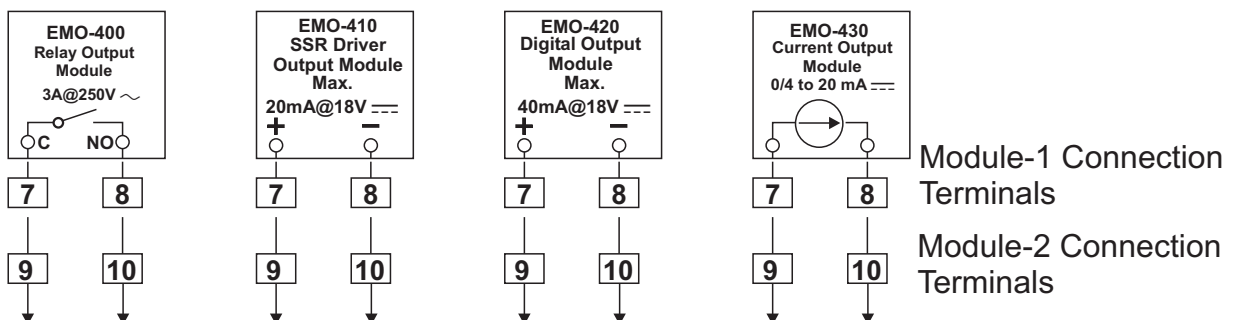 EMO-400
Relay Output
Module
3A@250V ~
C NO
7 8
9 10
EMO-410
SSR Driver
Output Module
Max.
20mA@18V ⎓
+ −
7 8
9 10
EMO-420
Digital Output
Module
Max.
40mA@18V ⎓
+ −
7 8
9 10
EMO-430
Current Output
Module
0/4 to 20 mA ⎓
7 8
9 10
Module-1 Connection
Terminals
Module-2 Connection
Terminals